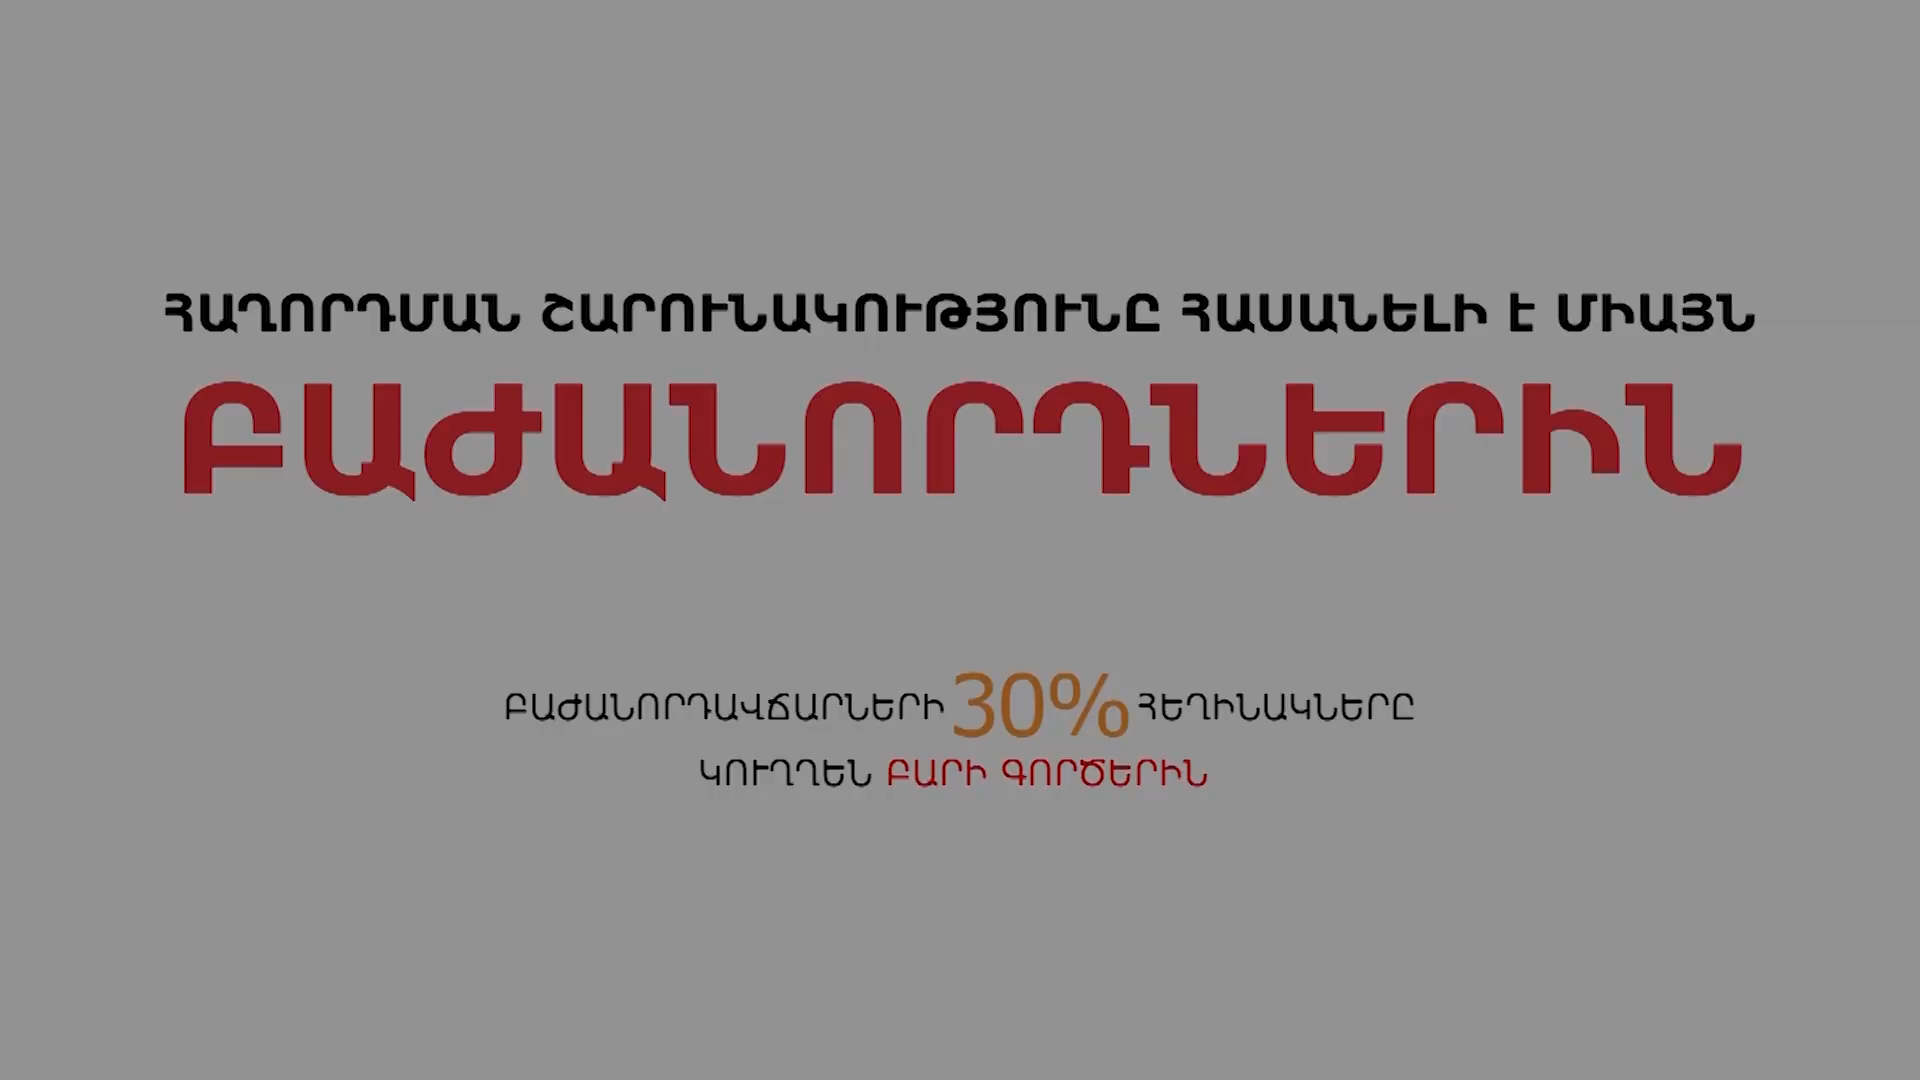 ՀԱՂՈՐԴՄԱՆ ՇԱՐՈՒՆԱԿՈՒԹՅՈՒՆԸ ՀԱՍԱՆԵԼԻ Է ՄԻԱՅՆ
ԲԱԺԱՆՈՐԴՆԵՐԻՆ
ԲԱԺԱՆՈՐԴԱՎՃԱՐՆԵՐԻ 30% ՀԵՂԻՆԱԿՆԵՐԸ
ԿՈՒՂՂԵՆ ԲԱՐԻ ԳՈՐԾԵՐԻՆ